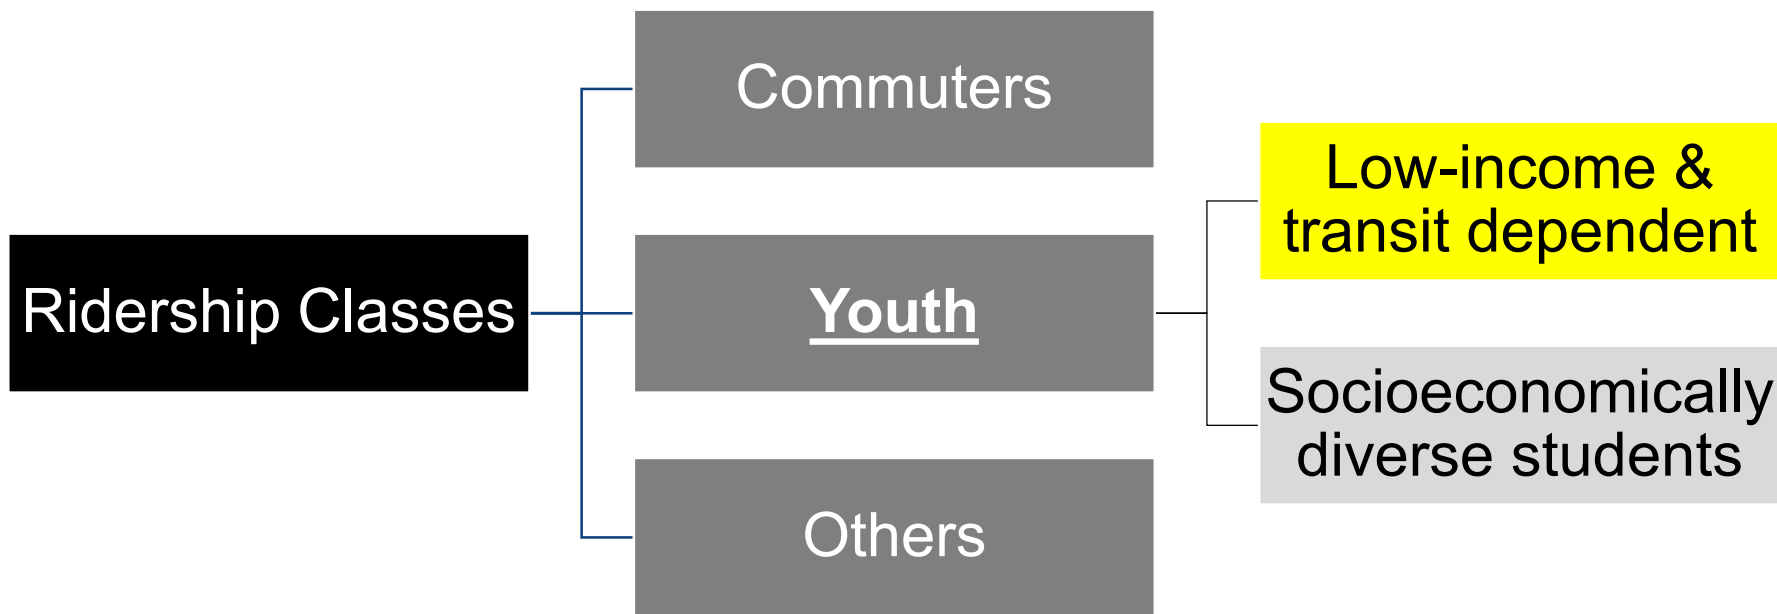 Ridership Classes
Commuters
Youth
Others
Low-income &
transit dependent
Socioeconomically
diverse students